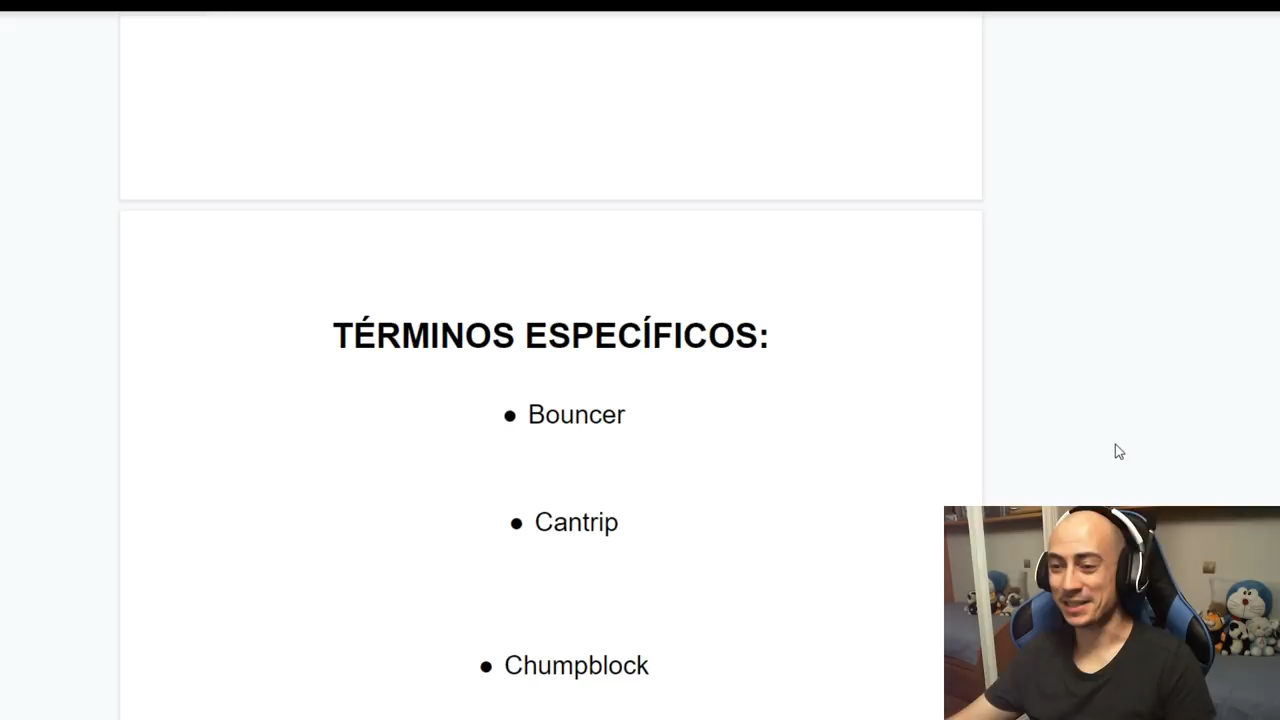 TÉRMINOS ESPECÍFICOS:
● Bouncer
● Cantrip
● Chumpblock